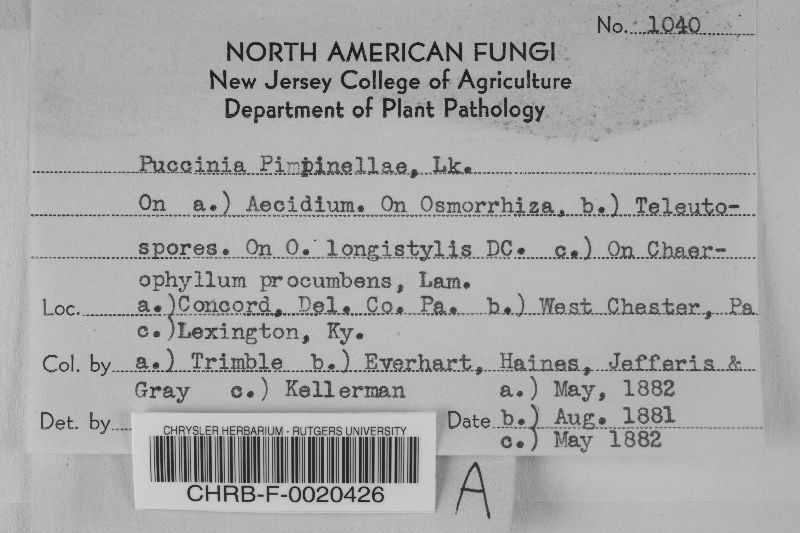 No. 1040
NORTH AMERICAN FUNGI
New Jersey College of Agriculture
Department of Plant Pathology
Puccinia Pimpinellae, Lk.
On a.) Aecidium. On Osmorrhiza, b.) Teleuto-
spores. On O. longistylis DC. c.) On Chaer-
ophyllum procumbens, Lam.
Loc. a.)Concord, Del. Co. Pa. b.) West Chester, Pa
c.)Lexington, Ky.
Col. by a.) Trimble b.) Everhart, Haines, Jefferis &
Gray c.) Kellerman a.) May, 1882
Det. by Date b.) Aug. 1881
c.) May 1882
CHRYSLER HERBARIUM - RUTGERS UNIVERSITY
CHRB-F-0020426
A